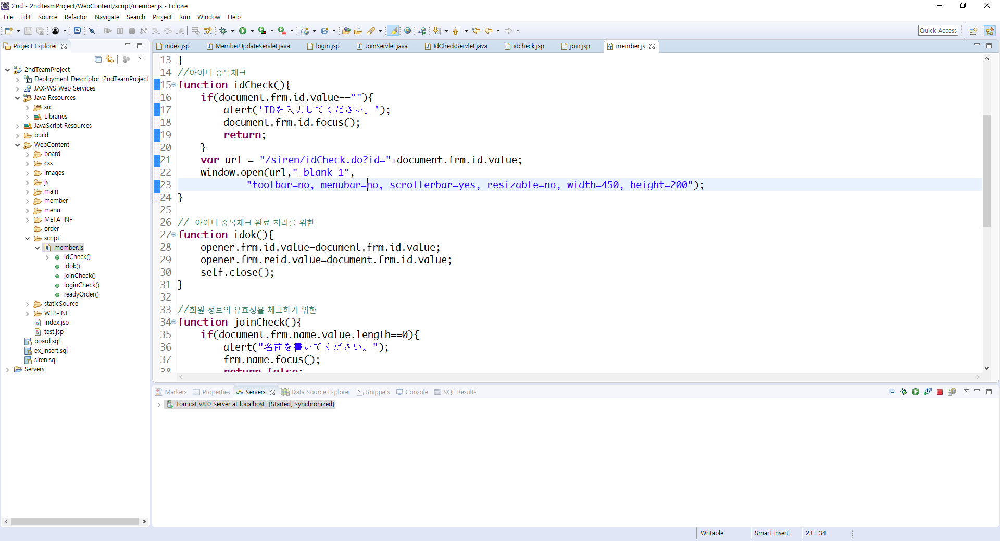 2nd - 2ndTeamProject/WebContent/script/member.js - Eclipse
File Edit Source Refactor Navigate Search Project Run Window Help
Quick Access
Project Explorer
index.jsp MemberUpdateServlet.java login.jsp JoinServlet.java IdCheckServlet.java idcheck.jsp join.jsp member.js
2ndTeamProject
Deployment Descriptor: 2ndTeamProject
JAX-WS Web Services
Java Resources
src
Libraries
JavaScript Resources
build
WebContent
board
css
images
js
main
member
menu
META-INF
order
script
member.js
idCheck()
idok()
joinCheck()
loginCheck()
readyOrder()
staticSource
WEB-INF
index.jsp
test.jsp
board.sql
ex_Insert.sql
siren.sql
Servers
13 }
14 //아이디 중복체크
15 function idCheck(){
16 if(document.frm.id.value==""){
17 alert('IDを入力してください。');
18 document.frm.id.focus();
19 return;
20 }
21 var url = "/siren/idCheck.do?id="+document.frm.id.value;
22 window.open(url,"_blank_1",
23 "toolbar=no, menubar=no, scrollerbar=yes, resizable=no, width=450, height=200");
24 }
25
26 // 아이디 중복체크 완료 처리를 위한
27 function idok(){
28 opener.frm.id.value=document.frm.id.value;
29 opener.frm.reid.value=document.frm.id.value;
30 self.close();
31 }
32
33 //회원 정보의 유효성을 체크하기 위한
34 function joinCheck(){
35 if(document.frm.name.value.length==0){
36 alert("名前を書いてください。");
37 frm.name.focus();
38 return false;
Markers Properties Servers Data Source Explorer Snippets Console SQL Results
Tomcat v8.0 Server at localhost [Started, Synchronized]
Writable Smart Insert 23 : 34